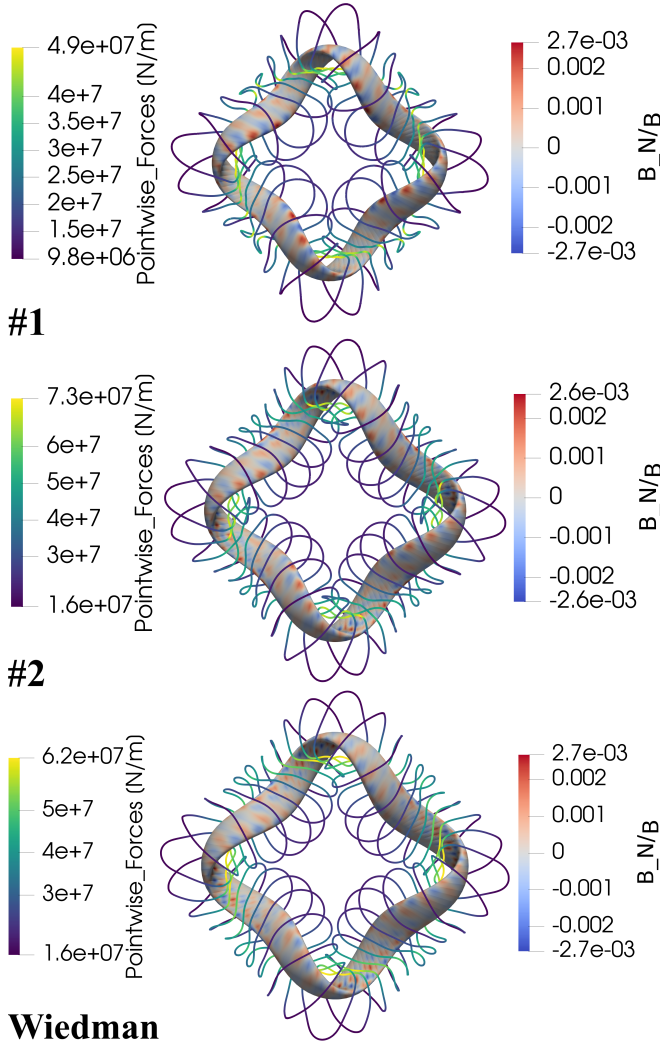 4.9e+07
4e+7
3.5e+7
3e+7
2.5e+7
2e+7
1.5e+7
9.8e+06
Pointwise_Forces (N/m)
2.7e-03
0.002
0.001
0
-0.001
-0.002
-2.7e-03
B_N/B
#1
7.3e+07
6e+7
5e+7
4e+7
3e+7
1.6e+07
Pointwise_Forces (N/m)
2.6e-03
0.002
0.001
0
-0.001
-0.002
-2.6e-03
B_N/B
#2
6.2e+07
5e+7
4e+7
3e+7
1.6e+07
Pointwise_Forces (N/m)
2.7e-03
0.002
0.001
0
-0.001
-0.002
-2.7e-03
B_N/B
Wiedman